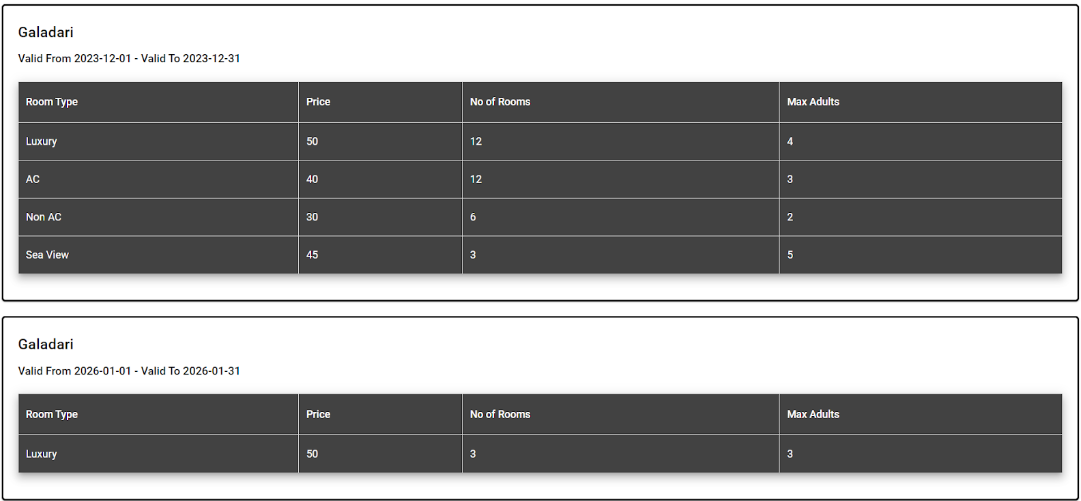 Galadari
Valid From 2023-12-01 - Valid To 2023-12-31
Room Type Price No of Rooms Max Adults
Luxury 50 12 4
AC 40 12 3
Non AC 30 6 2
Sea View 45 3 5
Galadari
Valid From 2026-01-01 - Valid To 2026-01-31
Room Type Price No of Rooms Max Adults
Luxury 50 3 3